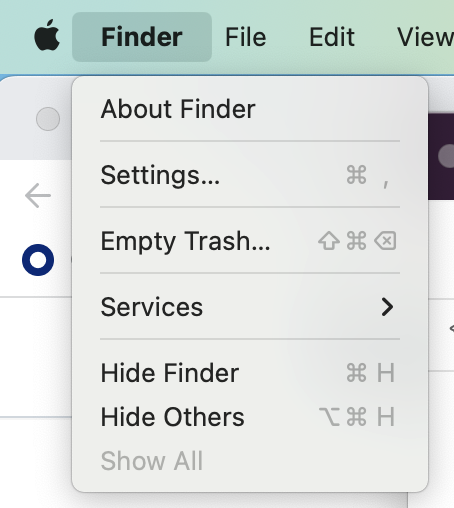 Finder File Edit View
About Finder
Settings... ⌘ ,
Empty Trash... ⇧⌘⌫
Services
Hide Finder ⌘ H
Hide Others ⌥⌘ H
Show All